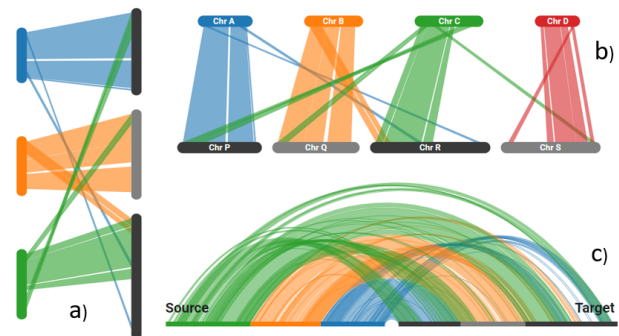 Chr A Chr B Chr C Chr D
b)
Chr P Chr Q Chr R Chr S
c)
Source Target
a)